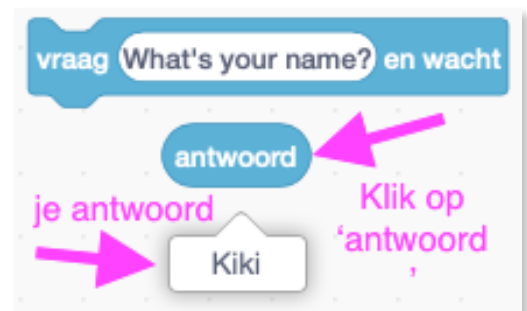 vraag What's your name? en wacht
antwoord
je antwoord
Klik op
‘antwoord
’
Kiki